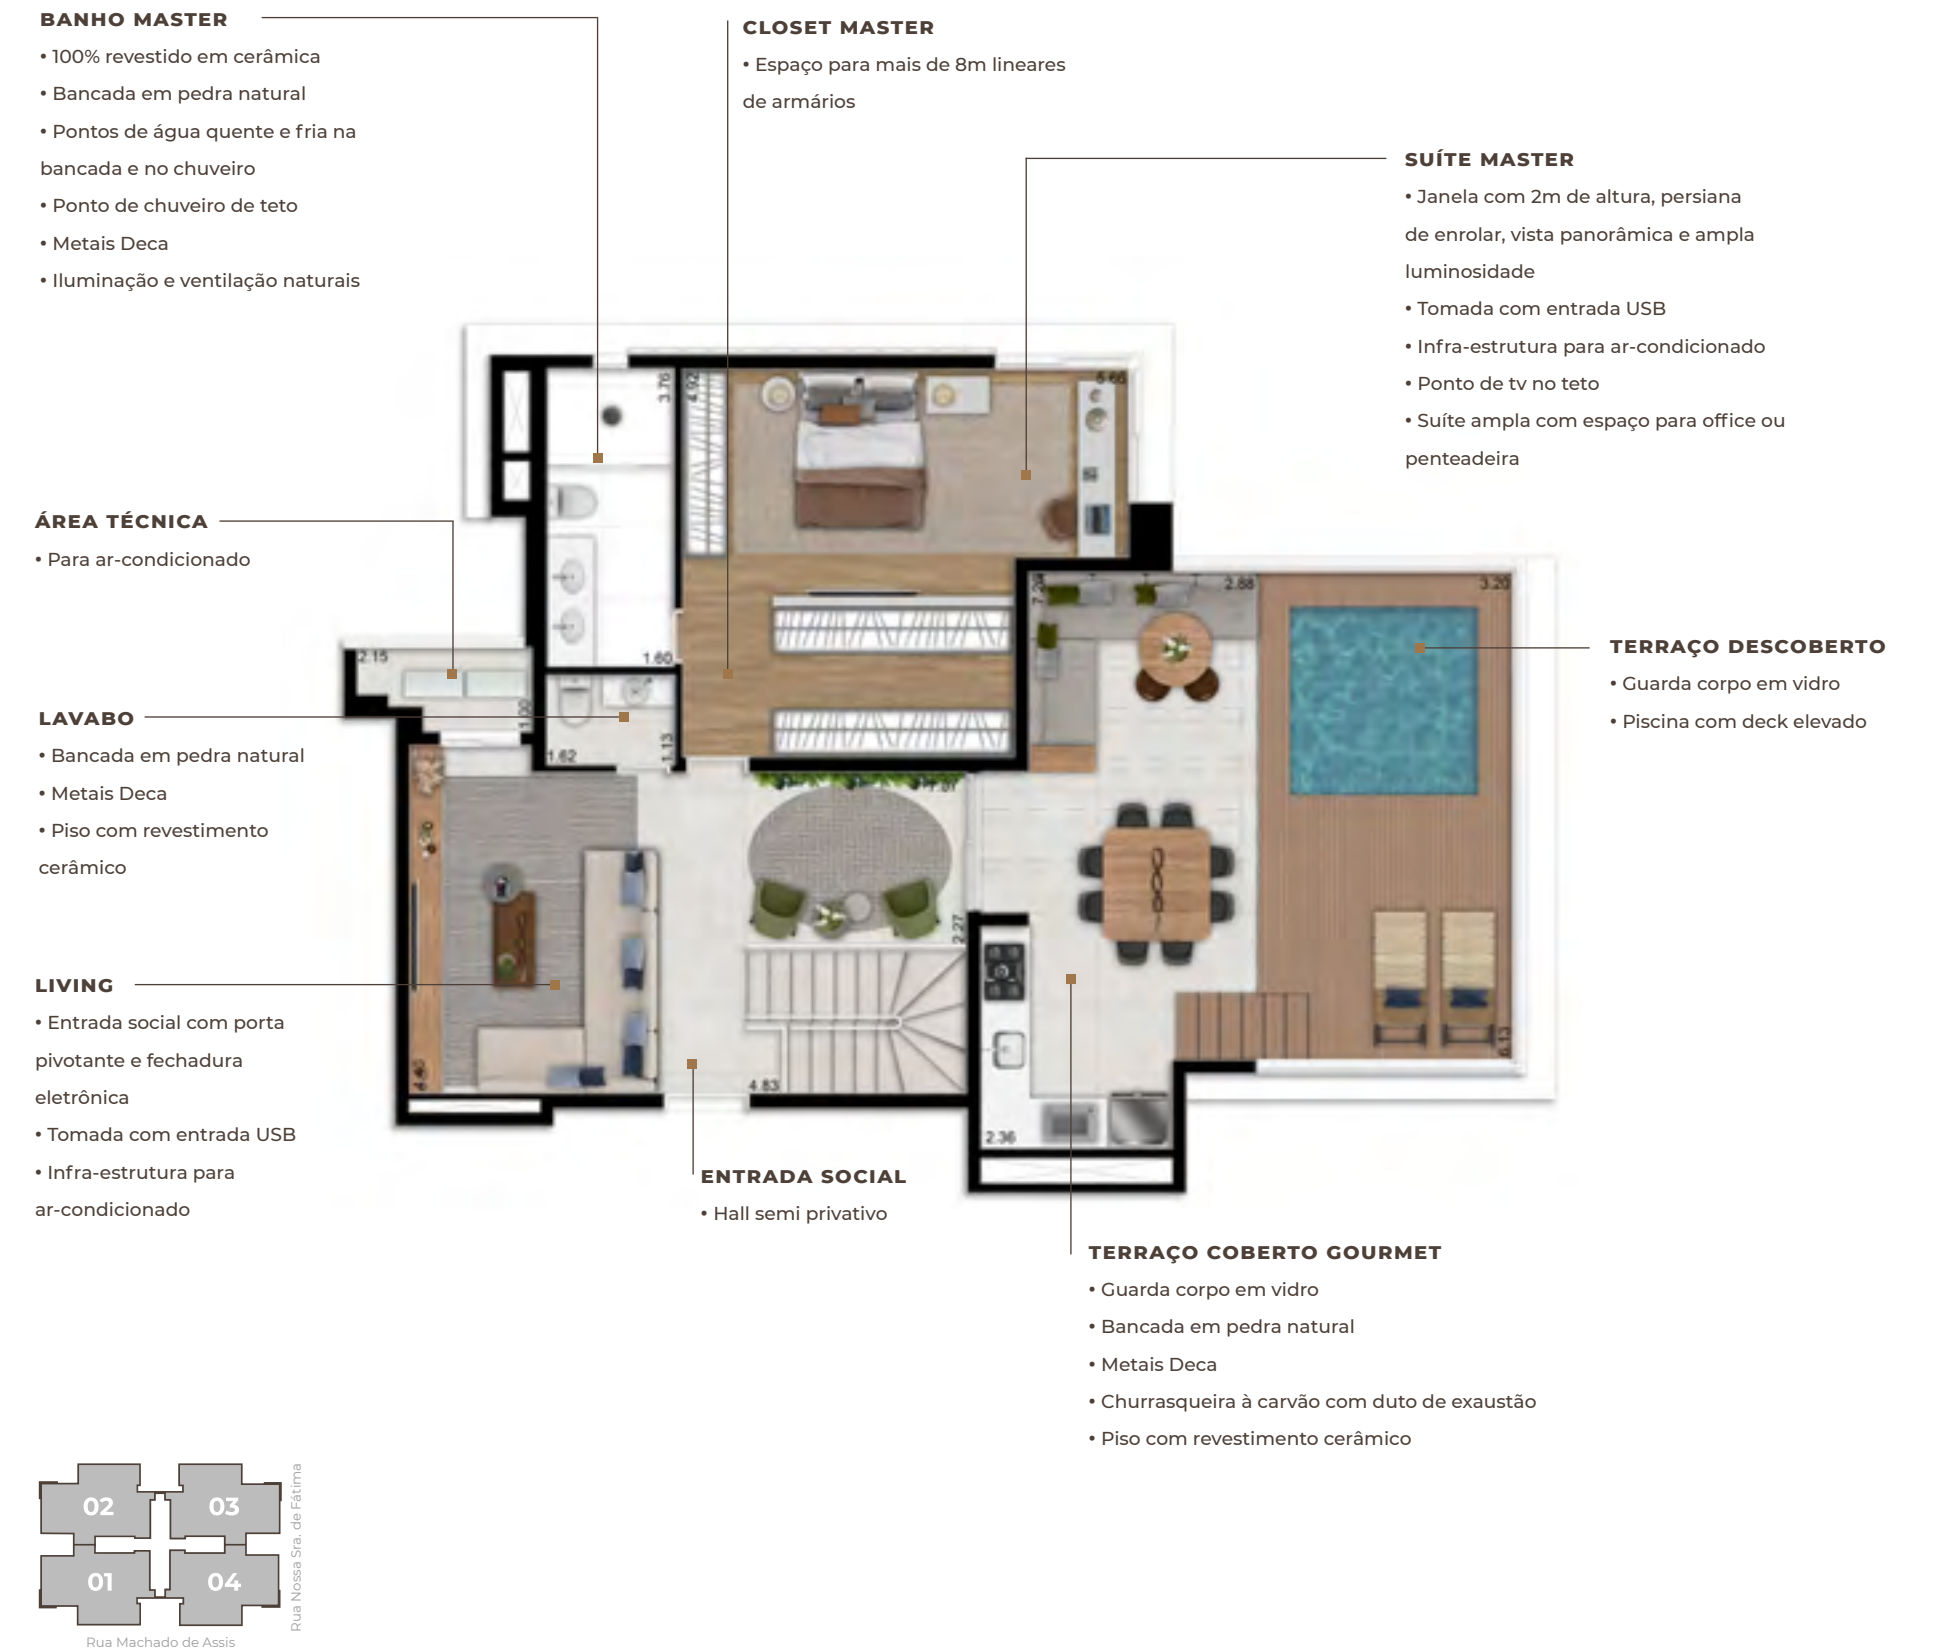 BANHO MASTER
• 100% revestido em cerâmica
• Bancada em pedra natural
• Pontos de água quente e fria na
bancada e no chuveiro
• Ponto de chuveiro de teto
• Metais Deca
• Iluminação e ventilação naturais
CLOSET MASTER
• Espaço para mais de 8m lineares
de armários
SUÍTE MASTER
• Janela com 2m de altura, persiana
de enrolar, vista panorâmica e ampla
luminosidade
• Tomada com entrada USB
• Infra-estrutura para ar-condicionado
• Ponto de tv no teto
• Suíte ampla com espaço para office ou
penteadeira
ÁREA TÉCNICA
• Para ar-condicionado
LAVABO
• Bancada em pedra natural
• Metais Deca
• Piso com revestimento
cerâmico
LIVING
• Entrada social com porta
pivotante e fechadura
eletrônica
• Tomada com entrada USB
• Infra-estrutura para
ar-condicionado
3.76
4.92
2.15
1.60
1.00
1.62
1.13
2.88
3.20
2.27
4.83
2.36
6.13
TERRAÇO DESCOBERTO
• Guarda corpo em vidro
• Piscina com deck elevado
ENTRADA SOCIAL
• Hall semi privativo
TERRAÇO COBERTO GOURMET
• Guarda corpo em vidro
• Bancada em pedra natural
• Metais Deca
• Churrasqueira à carvão com duto de exaustão
• Piso com revestimento cerâmico
02
03
01
04
Rua Nossa Sra. de Fátima
Rua Machado de Assis